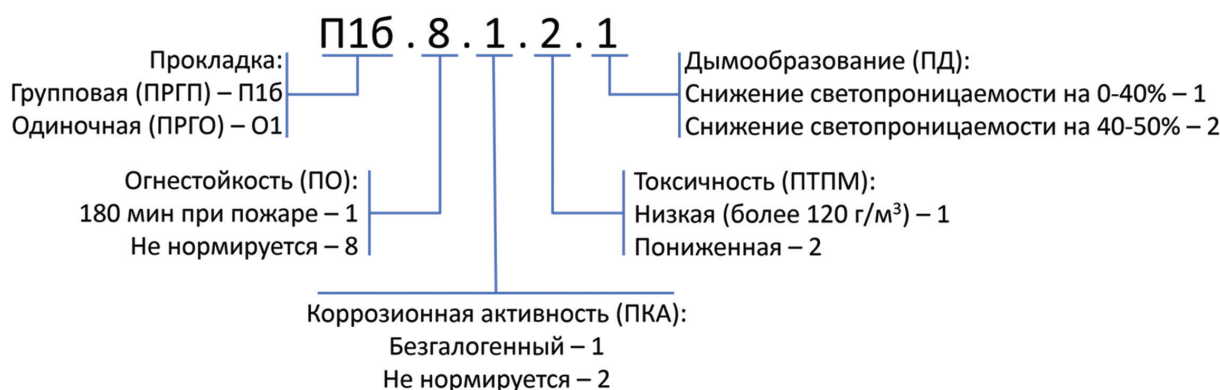 П1б . 8 . 1 . 2 . 1
Прокладка:
Групповая (ПРГП) – П1б
Одиночная (ПРГО) – О1
Дымообразование (ПД):
Снижение светопроницаемости на 0-40% – 1
Снижение светопроницаемости на 40-50% – 2
Огнестойкость (ПО):
180 мин при пожаре – 1
Не нормируется – 8
Токсичность (ПТПМ):
Низкая (более 120 г/м³) – 1
Пониженная – 2
Коррозионная активность (ПКА):
Безгалогенный – 1
Не нормируется – 2